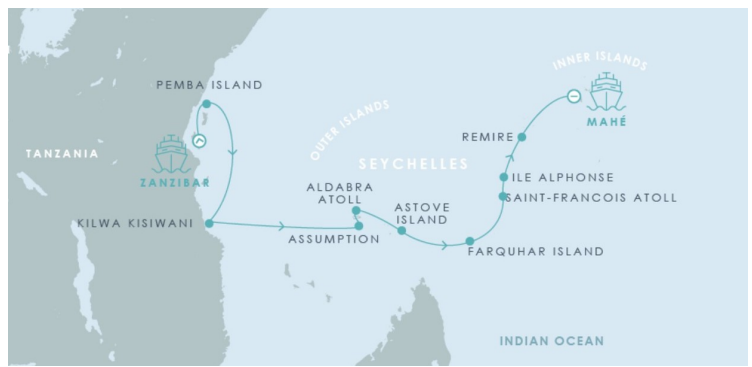 INNER ISLANDS
PEMBA ISLAND
MAHÉ
OUTER ISLANDS
REMIRE
TANZANIA
SEYCHELLES
ZANZIBAR
ILE ALPHONSE
ALDABRA
ATOLL
SAINT-FRANCOIS ATOLL
ASTOVE
ISLAND
KILWA KISIWANI
ASSUMPTION
FARQUHAR ISLAND
INDIAN OCEAN